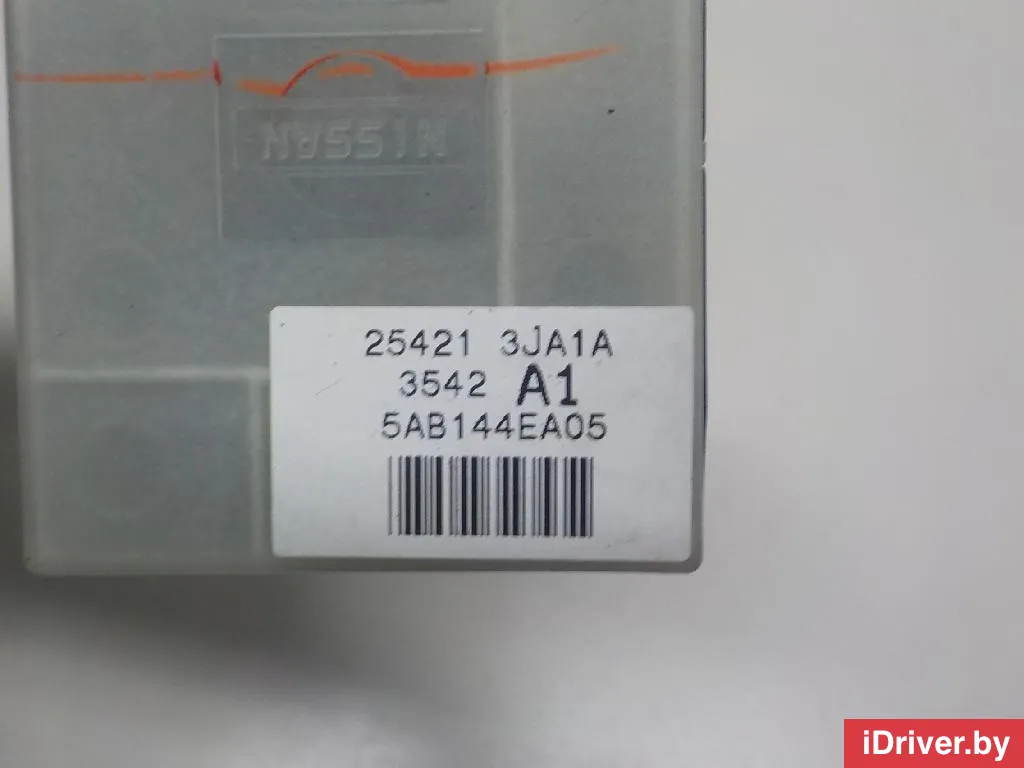 NISSAN
25421 3JA1A
3542 A1
5AB144EA05
iDriver.by